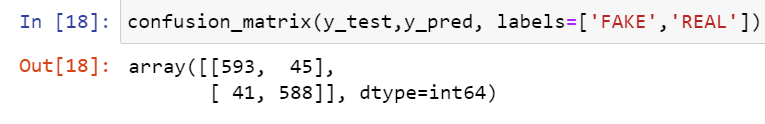 In [18]: confusion_matrix(y_test,y_pred, labels=['FAKE','REAL'])
Out[18]: array([[593,  45],
       [ 41, 588]], dtype=int64)